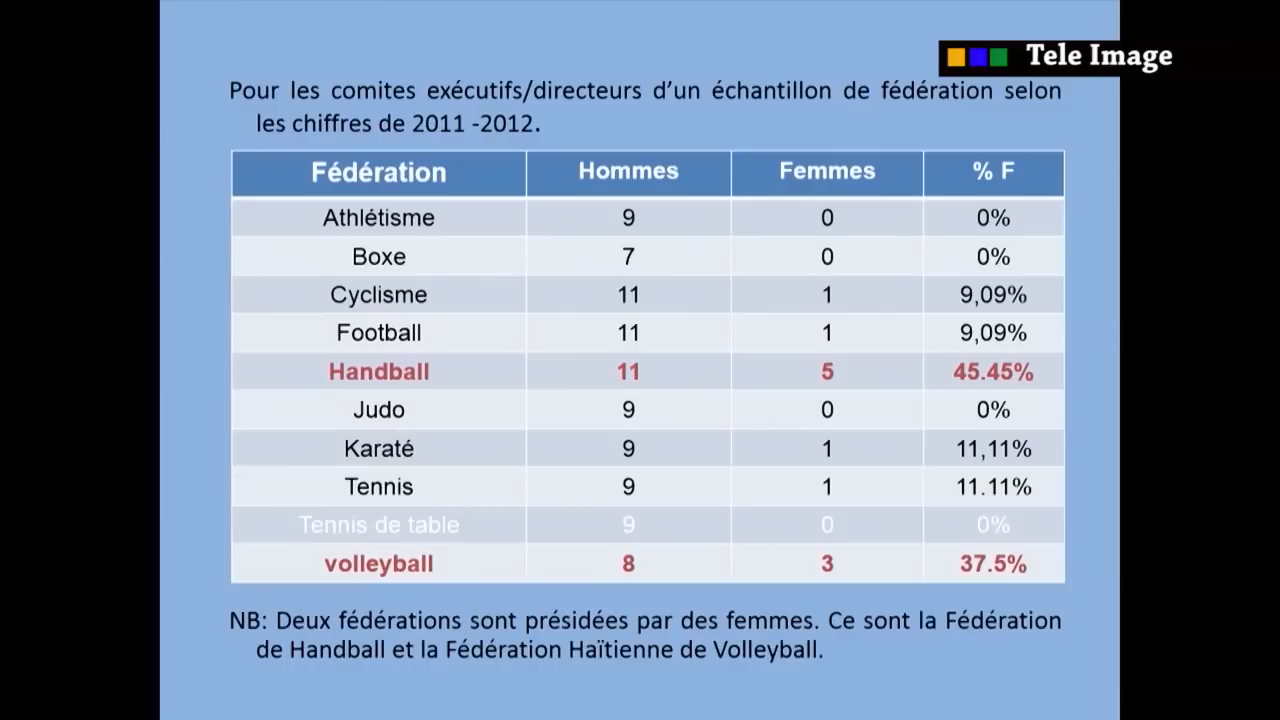 Tele Image
Pour les comites exécutifs/directeurs d’un échantillon de fédération selon
les chiffres de 2011 -2012.
Fédération Hommes Femmes % F
Athlétisme 9 0 0%
Boxe 7 0 0%
Cyclisme 11 1 9,09%
Football 11 1 9,09%
Handball 11 5 45.45%
Judo 9 0 0%
Karaté 9 1 11,11%
Tennis 9 1 11.11%
Tennis de table 9 0 0%
volleyball 8 3 37.5%
NB: Deux fédérations sont présidées par des femmes. Ce sont la Fédération
de Handball et la Fédération Haïtienne de Volleyball.